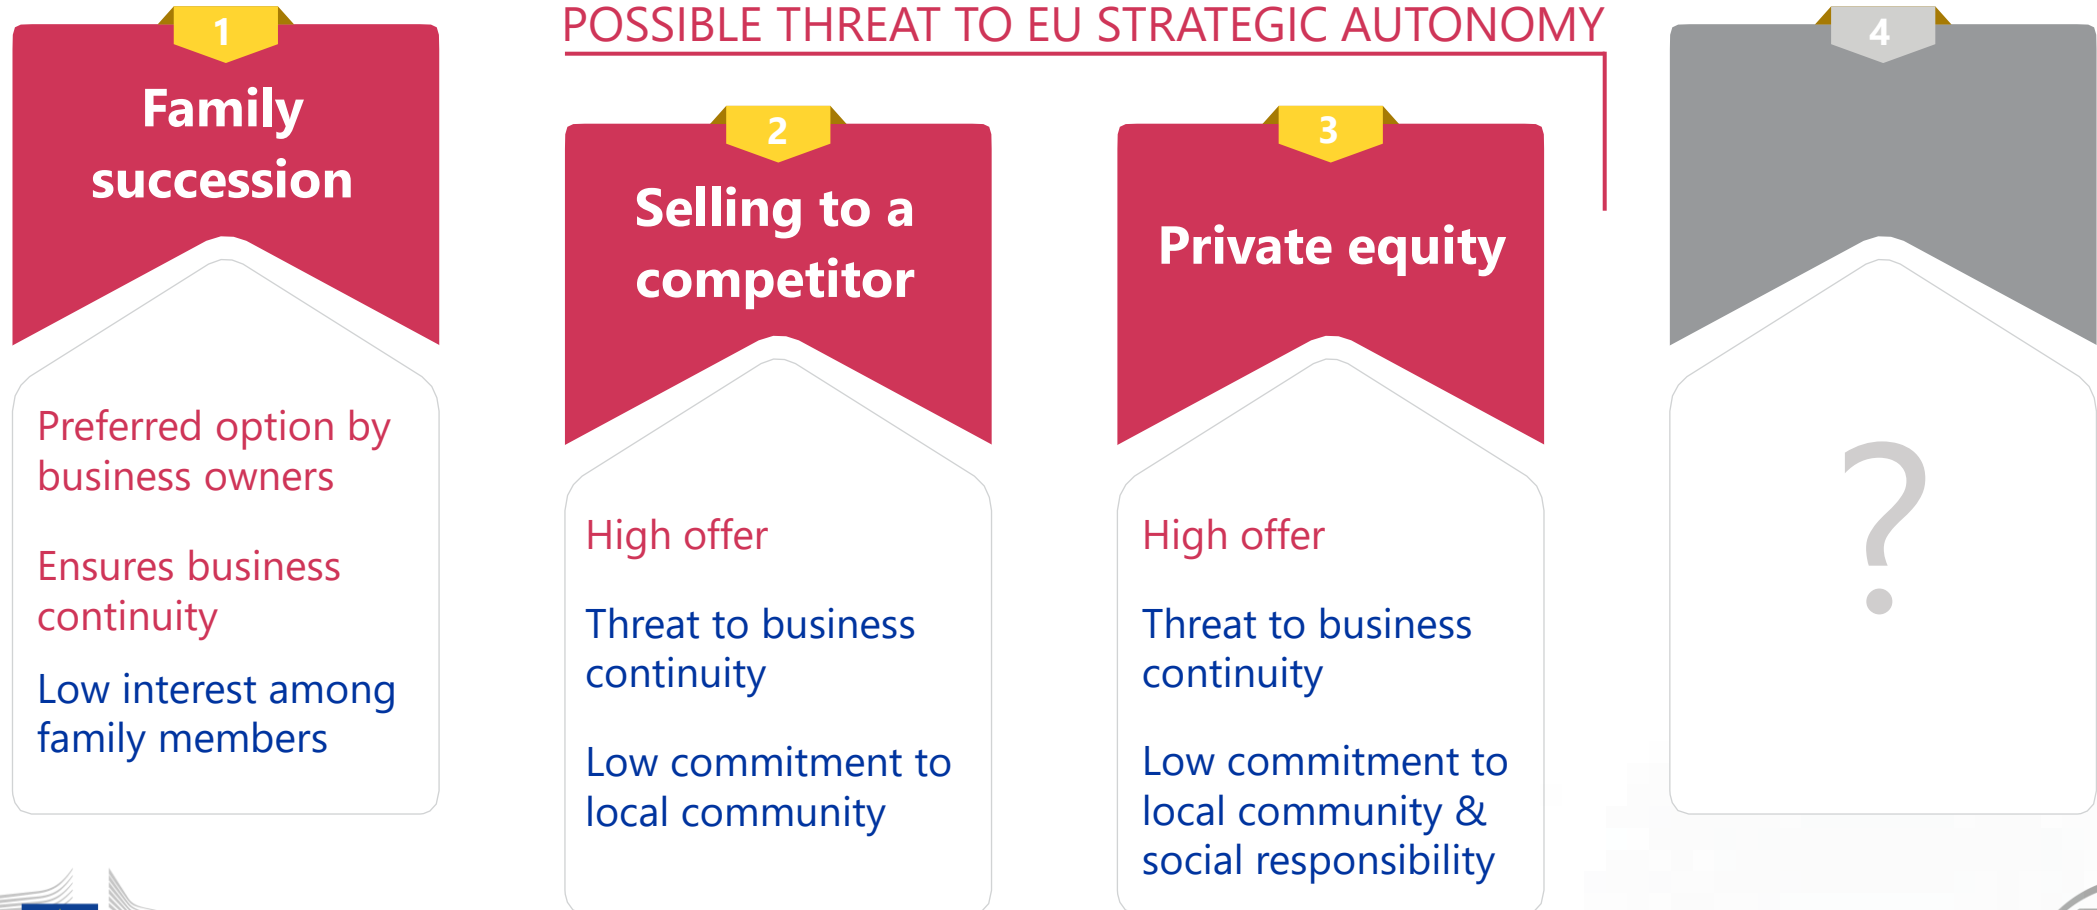 POSSIBLE THREAT TO EU STRATEGIC AUTONOMY
1
Family
succession
Preferred option by
business owners
Ensures business
continuity
Low interest among
family members
2
Selling to a
competitor
High offer
Threat to business
continuity
Low commitment to
local community
3
Private equity
High offer
Threat to business
continuity
Low commitment to
local community &
social responsibility
4
?